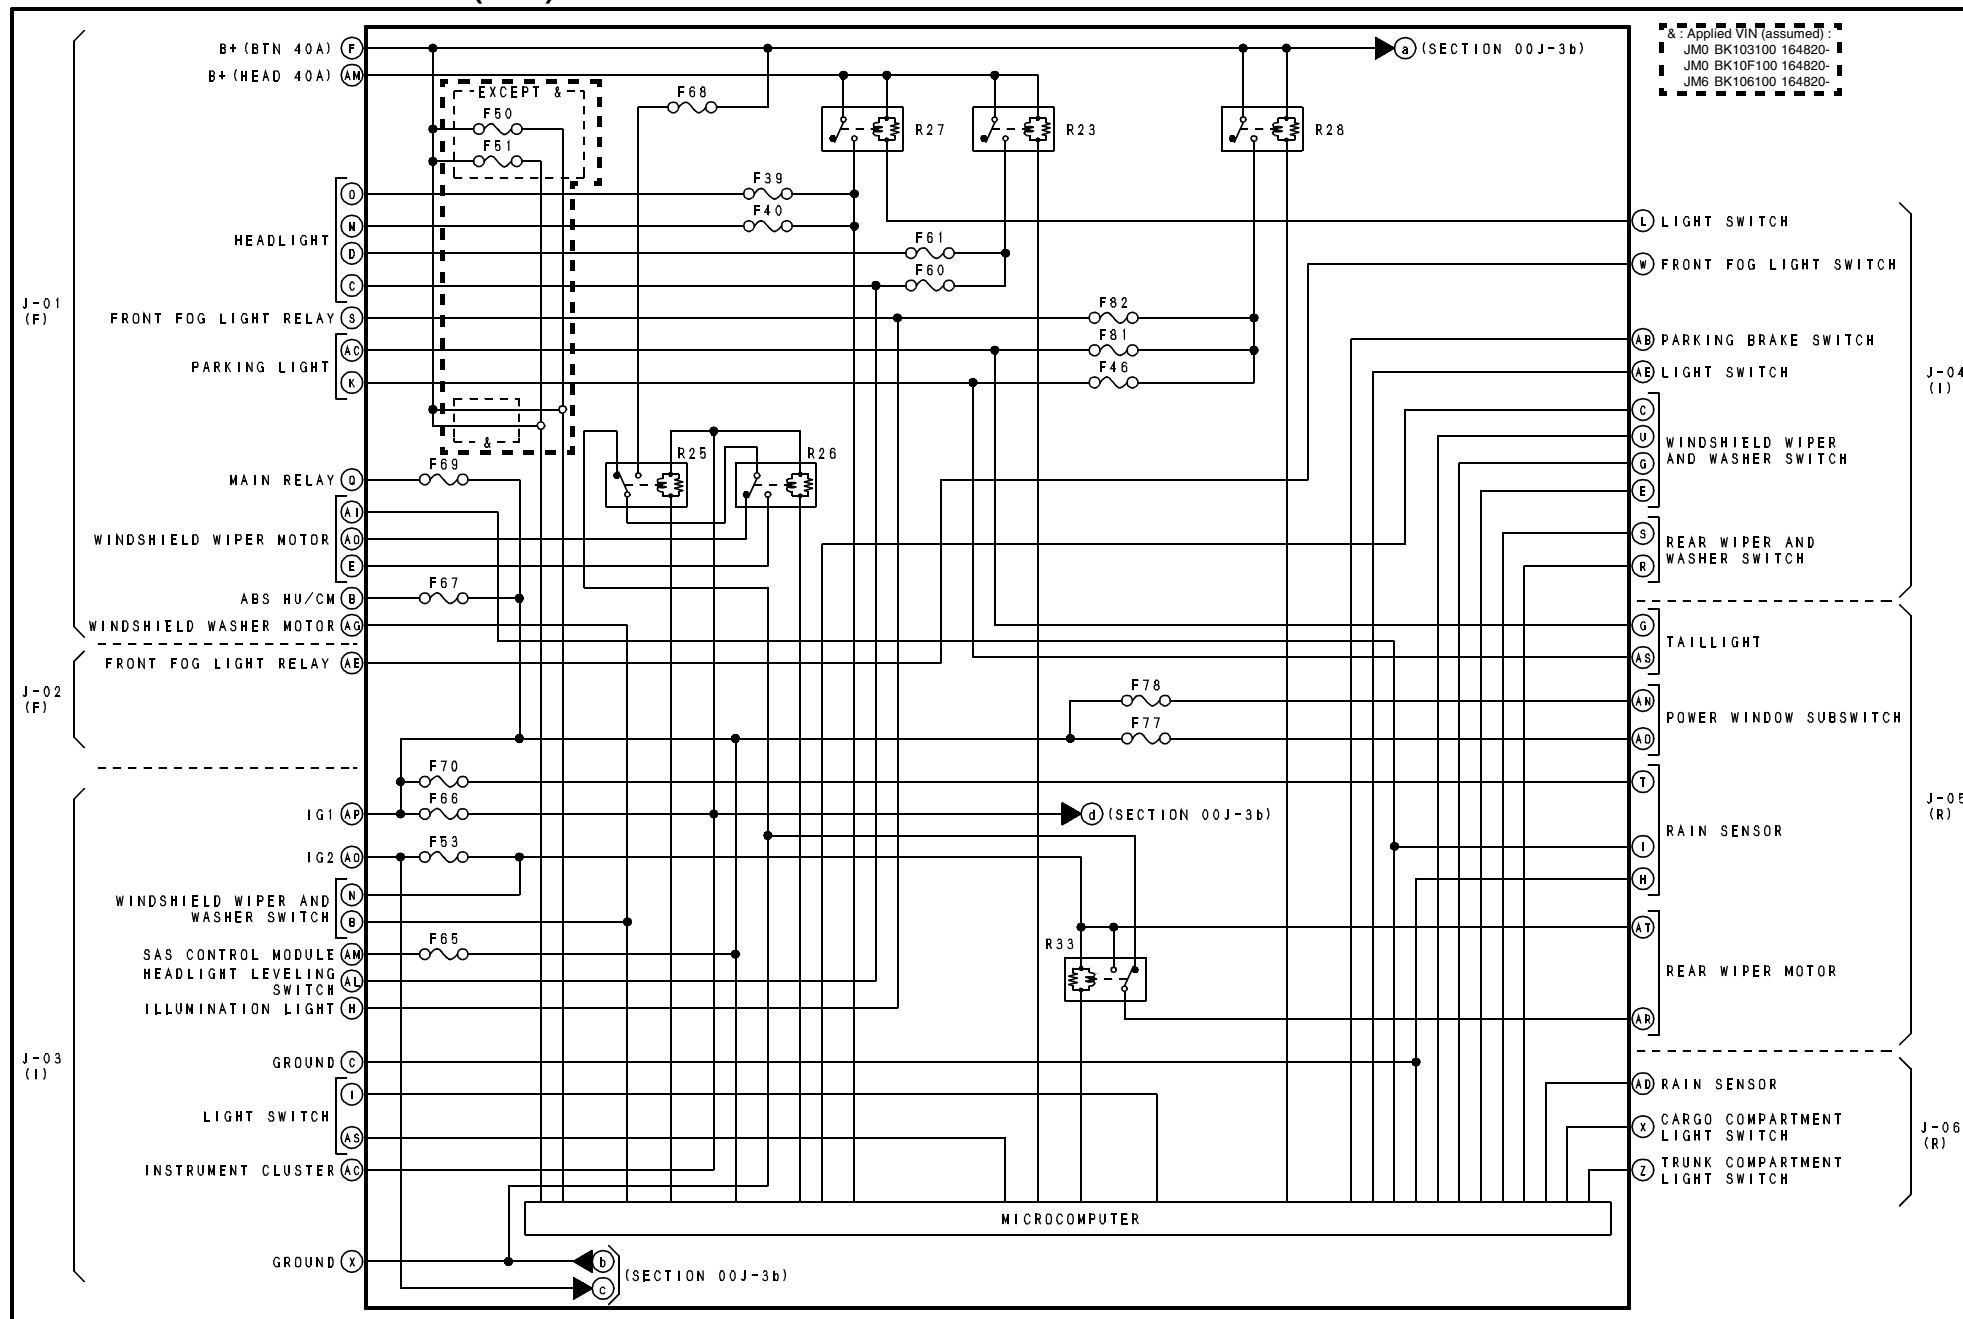 B+(BTN 40A) F
B+(HEAD 40A) AM
a (SECTION 00J-3b)
& : Applied VIN (assumed) :
JM0 BK103100 164820-
JM0 BK10F100 164820-
JM6 BK106100 164820-
EXCEPT &
F50
F51
F68
R27
R23
R28
J-01
(F)
HEADLIGHT
O
N
D
C
F39
F40
F61
F60
FRONT FOG LIGHT RELAY S
F82
PARKING LIGHT
AC
K
F81
F46
&
MAIN RELAY Q
F69
R25
R26
WINDSHIELD WIPER MOTOR
AI
AO
E
ABS HU/CM B
F67
WINDSHIELD WASHER MOTOR AG
J-02
(F)
FRONT FOG LIGHT RELAY AE
J-03
(I)
F70
IG1 AP
F66
d (SECTION 00J-3b)
IG2 AO
F53
WINDSHIELD WIPER AND
WASHER SWITCH
N
B
SAS CONTROL MODULE AM
F65
HEADLIGHT LEVELING
SWITCH AL
ILLUMINATION LIGHT H
GROUND C
LIGHT SWITCH
I
AS
INSTRUMENT CLUSTER AC
GROUND X
b
c
(SECTION 00J-3b)
MICROCOMPUTER
R33
F78
F77
L LIGHT SWITCH
W FRONT FOG LIGHT SWITCH
AB PARKING BRAKE SWITCH
AE LIGHT SWITCH
C
U
G
E
WINDSHIELD WIPER
AND WASHER SWITCH
S
R
REAR WIPER AND
WASHER SWITCH
J-04
(I)
G
AS
TAILLIGHT
AN
AO
POWER WINDOW SUBSWITCH
T
I
H
RAIN SENSOR
AT
AR
REAR WIPER MOTOR
J-05
(R)
AD RAIN SENSOR
X CARGO COMPARTMENT
LIGHT SWITCH
Z TRUNK COMPARTMENT
LIGHT SWITCH
J-06
(R)